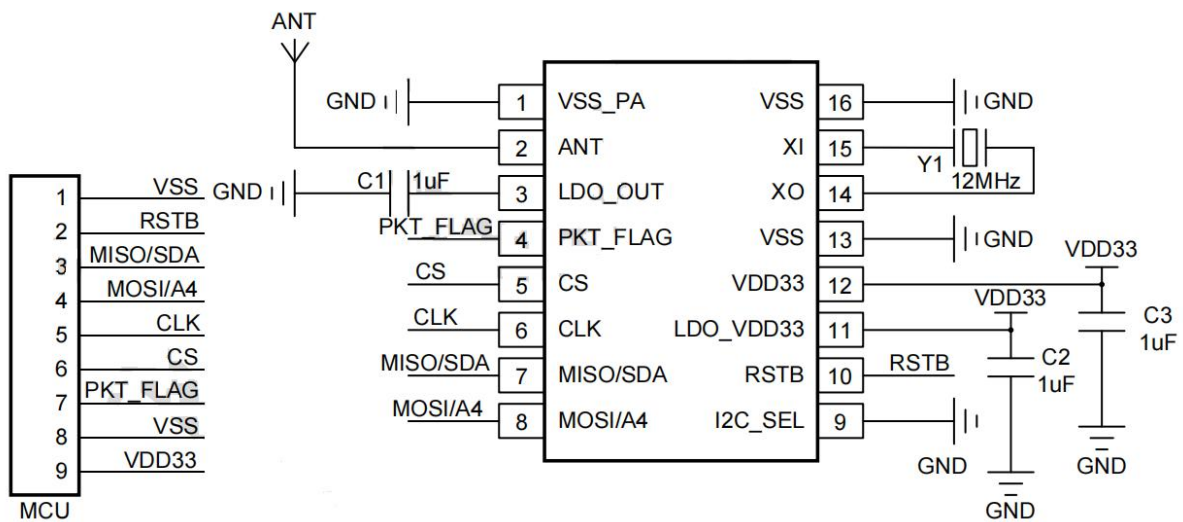 ANT
GND
1
VSS_PA
VSS
16
GND
2
ANT
XI
15
Y1
12MHz
GND
C1
1uF
3
LDO_OUT
XO
14
PKT_FLAG
4
PKT_FLAG
VSS
13
GND
CS
5
CS
VDD33
12
VDD33
CLK
6
CLK
LDO_VDD33
11
VDD33
MISO/SDA
7
MISO/SDA
RSTB
10
RSTB
MOSI/A4
8
MOSI/A4
I2C_SEL
9
GND
C2
1uF
GND
C3
1uF
GND
1
VSS
2
RSTB
3
MISO/SDA
4
MOSI/A4
5
CLK
6
CS
7
PKT_FLAG
8
VSS
9
VDD33
MCU